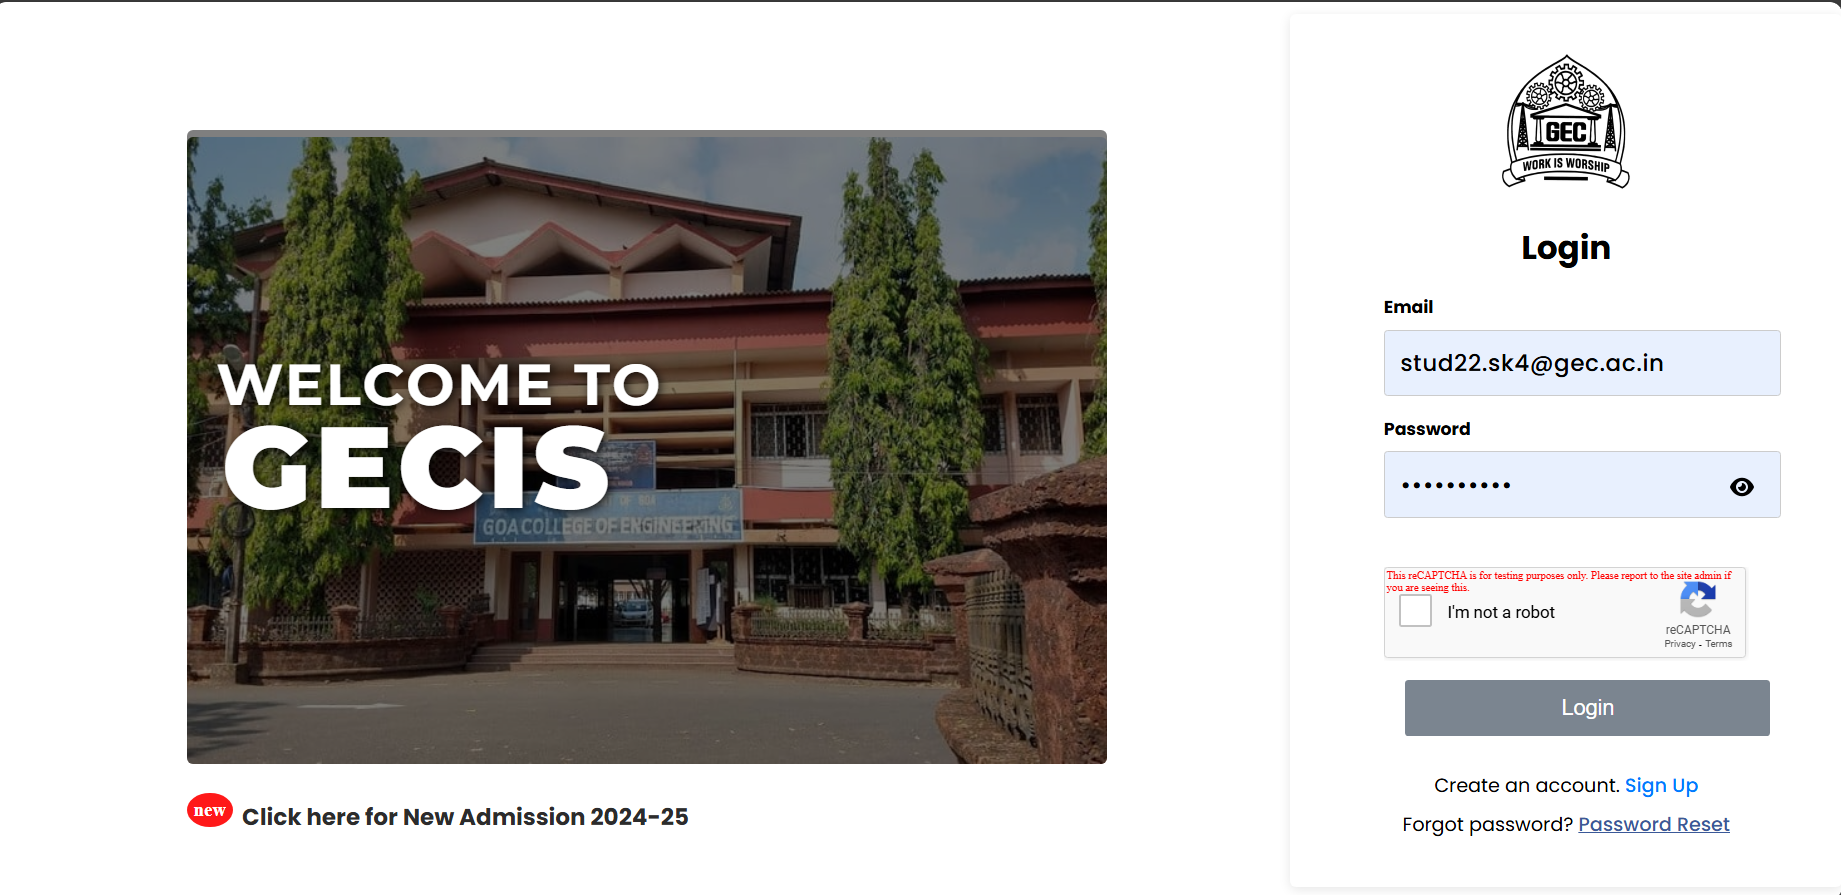 WELCOME TO
GECIS
GOA COLLEGE OF ENGINEERING
new Click here for New Admission 2024-25
GEC
WORK IS WORSHIP
Login
Email
stud22.sk4@gec.ac.in
Password
••••••••••
This reCAPTCHA is for testing purposes only. Please report to the site admin if
you are seeing this.
I'm not a robot
reCAPTCHA
Privacy - Terms
Login
Create an account. Sign Up
Forgot password? Password Reset